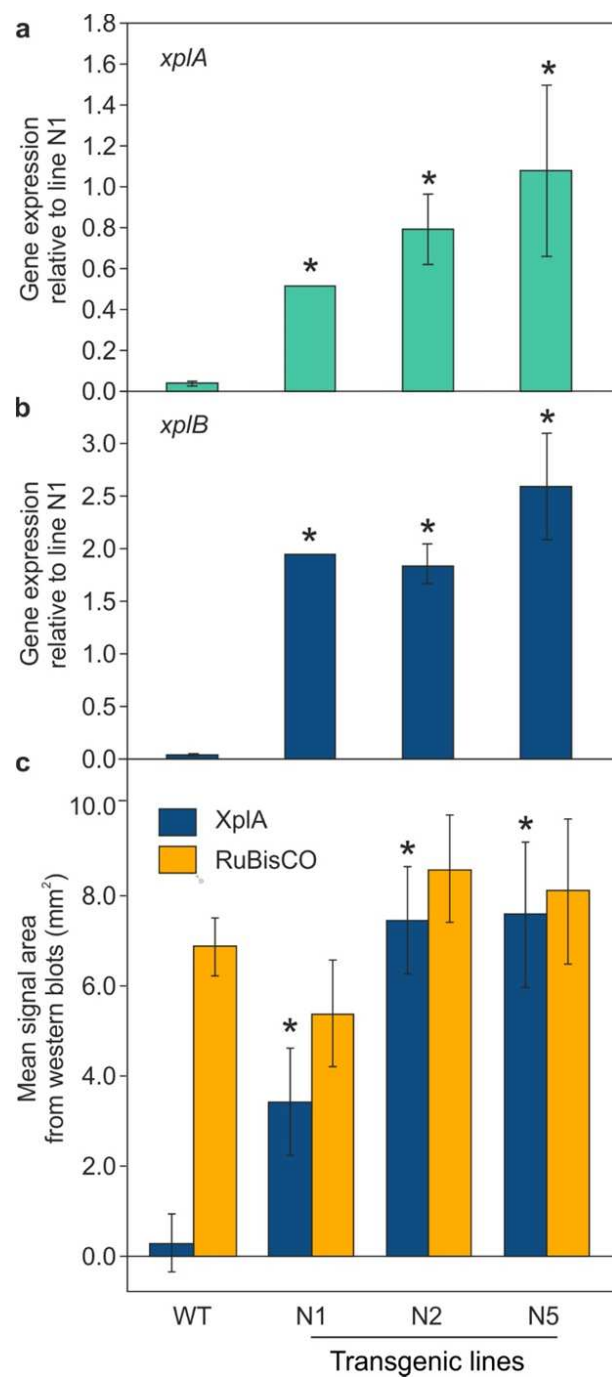 a
xplA
Gene expression
relative to line N1
1.8
1.6
1.4
1.2
1.0
0.8
0.6
0.4
0.2
0.0
*
*
*
b
xplB
Gene expression
relative to line N1
3.0
2.5
2.0
1.5
1.0
0.5
0.0
*
*
*
c
XplA
RuBisCO
Mean signal area
from western blots (mm²)
10.0
8.0
6.0
4.0
2.0
0.0
*
*
*
WT N1 N2 N5
Transgenic lines